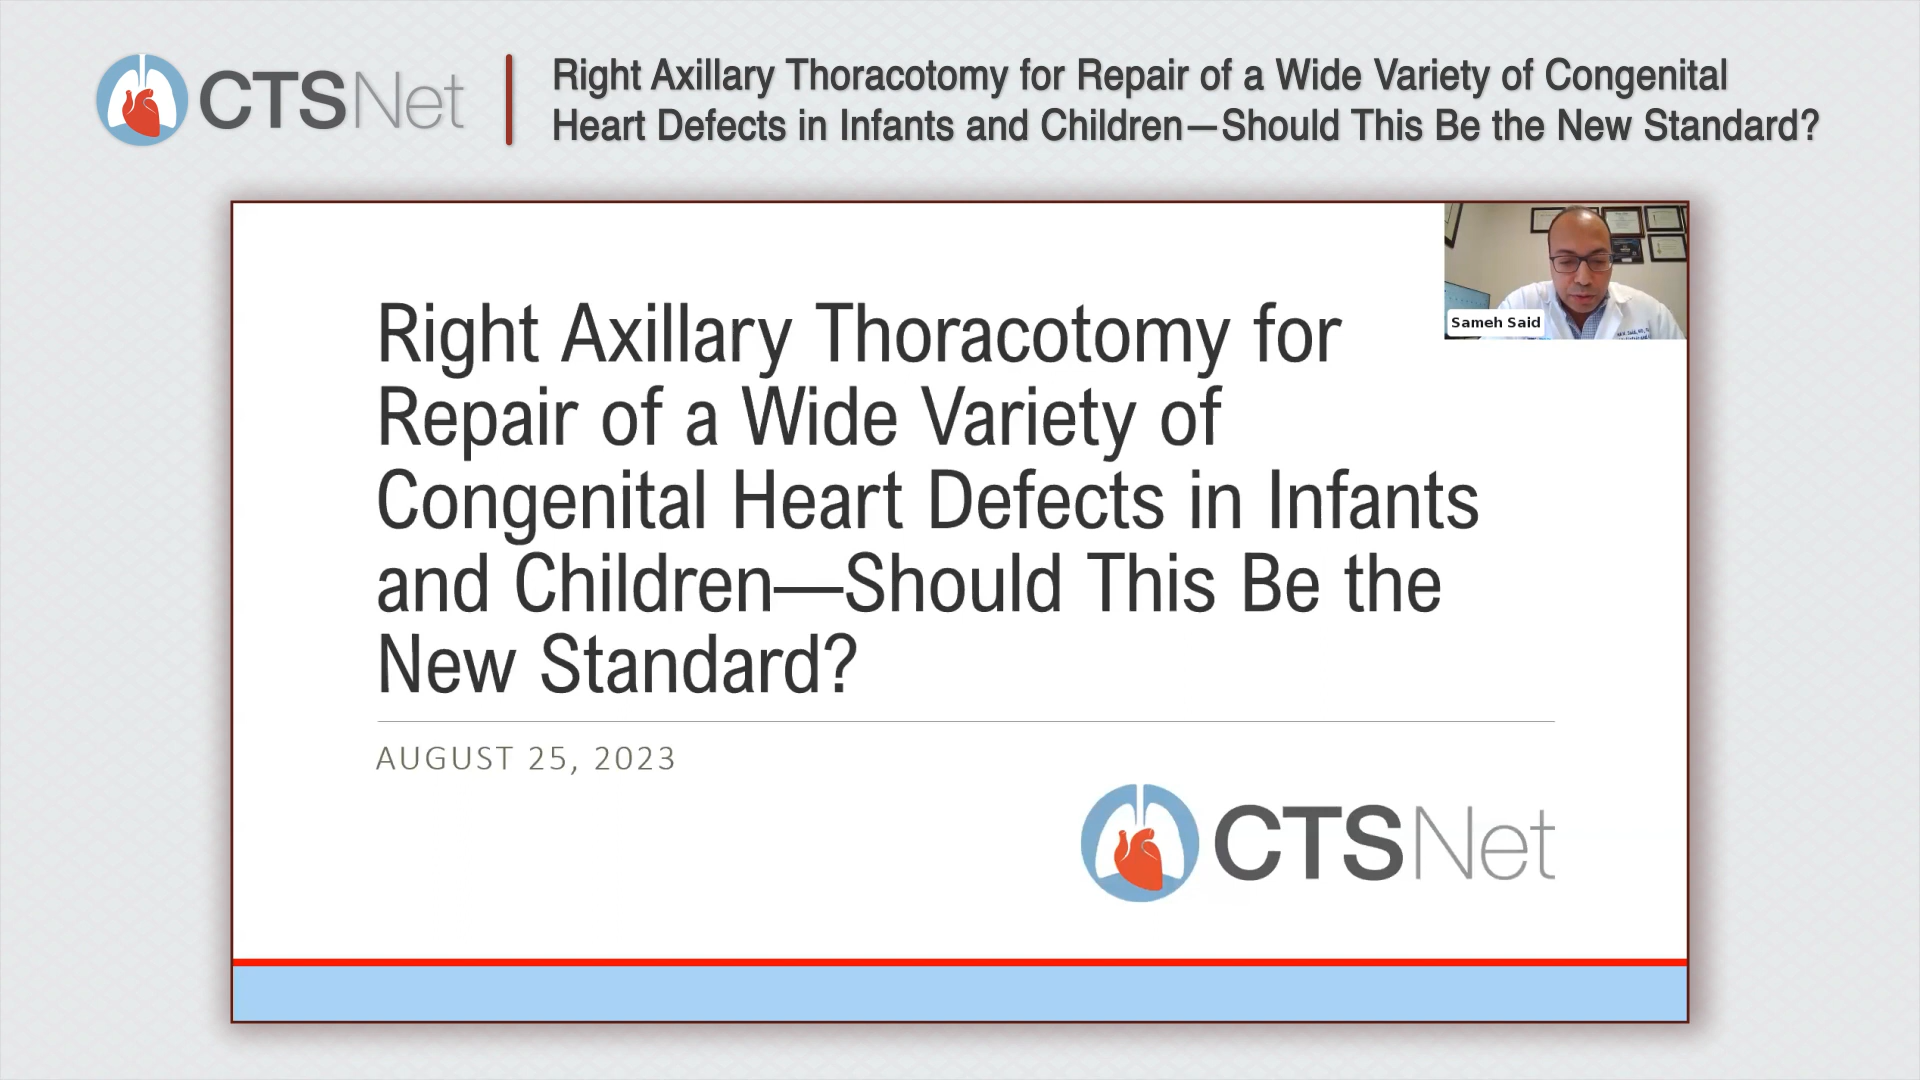 CTSNet
Right Axillary Thoracotomy for Repair of a Wide Variety of Congenital
Heart Defects in Infants and Children—Should This Be the New Standard?
Sameh Said
Right Axillary Thoracotomy for
Repair of a Wide Variety of
Congenital Heart Defects in Infants
and Children—Should This Be the
New Standard?
AUGUST 25, 2023
CTSNet